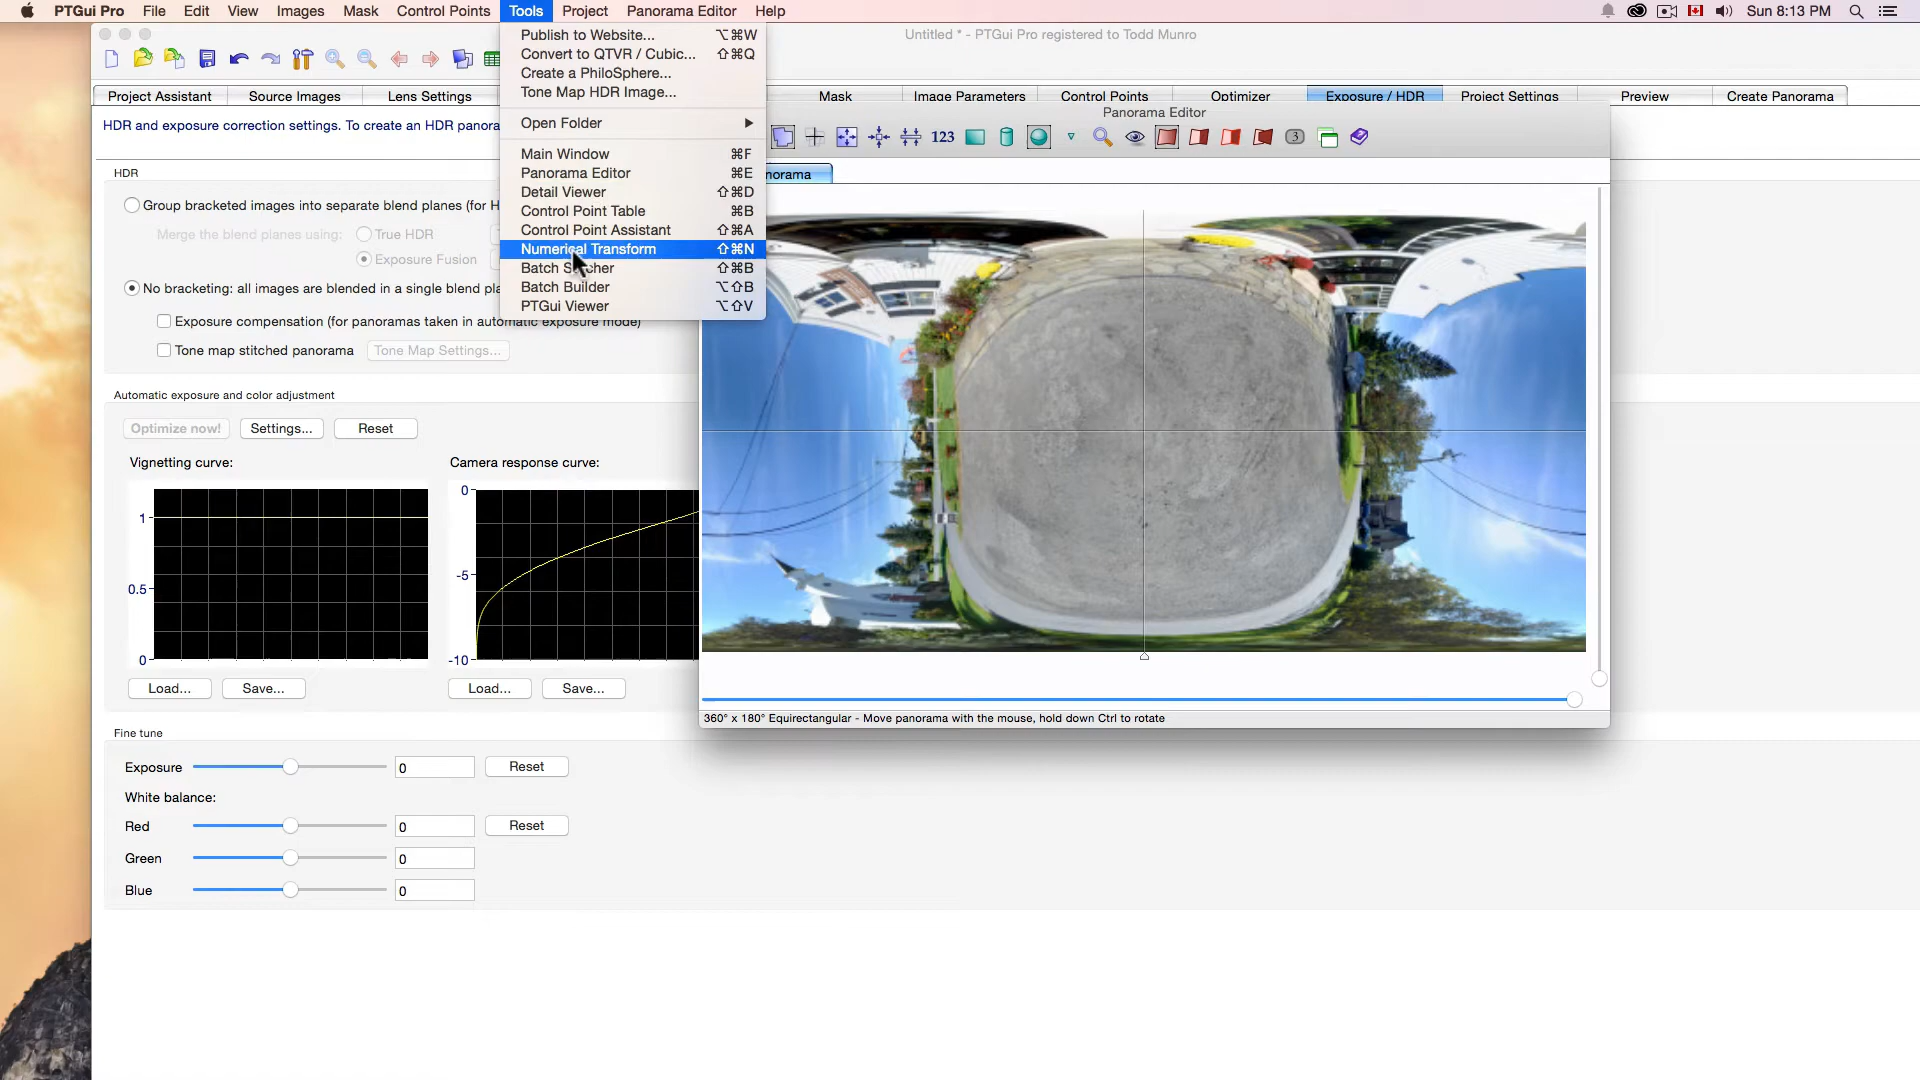 PTGui Pro File Edit View Images Mask Control Points Tools Project Panorama Editor Help Sun 8:13 PM
Untitled * - PTGui Pro registered to Todd Munro
Publish to Website... ⌥⌘W
Convert to QTVR / Cubic... ⇧⌘Q
Create a PhiloSphere...
Tone Map HDR Image...
Open Folder ▶
Main Window ⌘F
Panorama Editor ⌘E
Detail Viewer ⇧⌘D
Control Point Table ⌘B
Control Point Assistant ⇧⌘A
Numerical Transform ⇧⌘N
Batch Stitcher ⇧⌘B
Batch Builder ⌥⇧B
PTGui Viewer ⌥⇧V
Project Assistant Source Images Lens Settings Mask Image Parameters Control Points Optimizer Exposure / HDR Project Settings Preview Create Panorama
HDR and exposure correction settings. To create an HDR panora
Panorama Editor
123
3
norama
HDR
Group bracketed images into separate blend planes (for H
Merge the blend planes using: True HDR
Exposure Fusion
No bracketing: all images are blended in a single blend pla
Exposure compensation (for panoramas taken in automatic exposure mode)
Tone map stitched panorama Tone Map Settings...
Automatic exposure and color adjustment
Optimize now! Settings... Reset
Vignetting curve: Camera response curve:
1
0.5
0
0
-5
-10
Load... Save... Load... Save...
360° x 180° Equirectangular - Move panorama with the mouse, hold down Ctrl to rotate
Fine tune
Exposure 0 Reset
White balance:
Red 0 Reset
Green 0
Blue 0